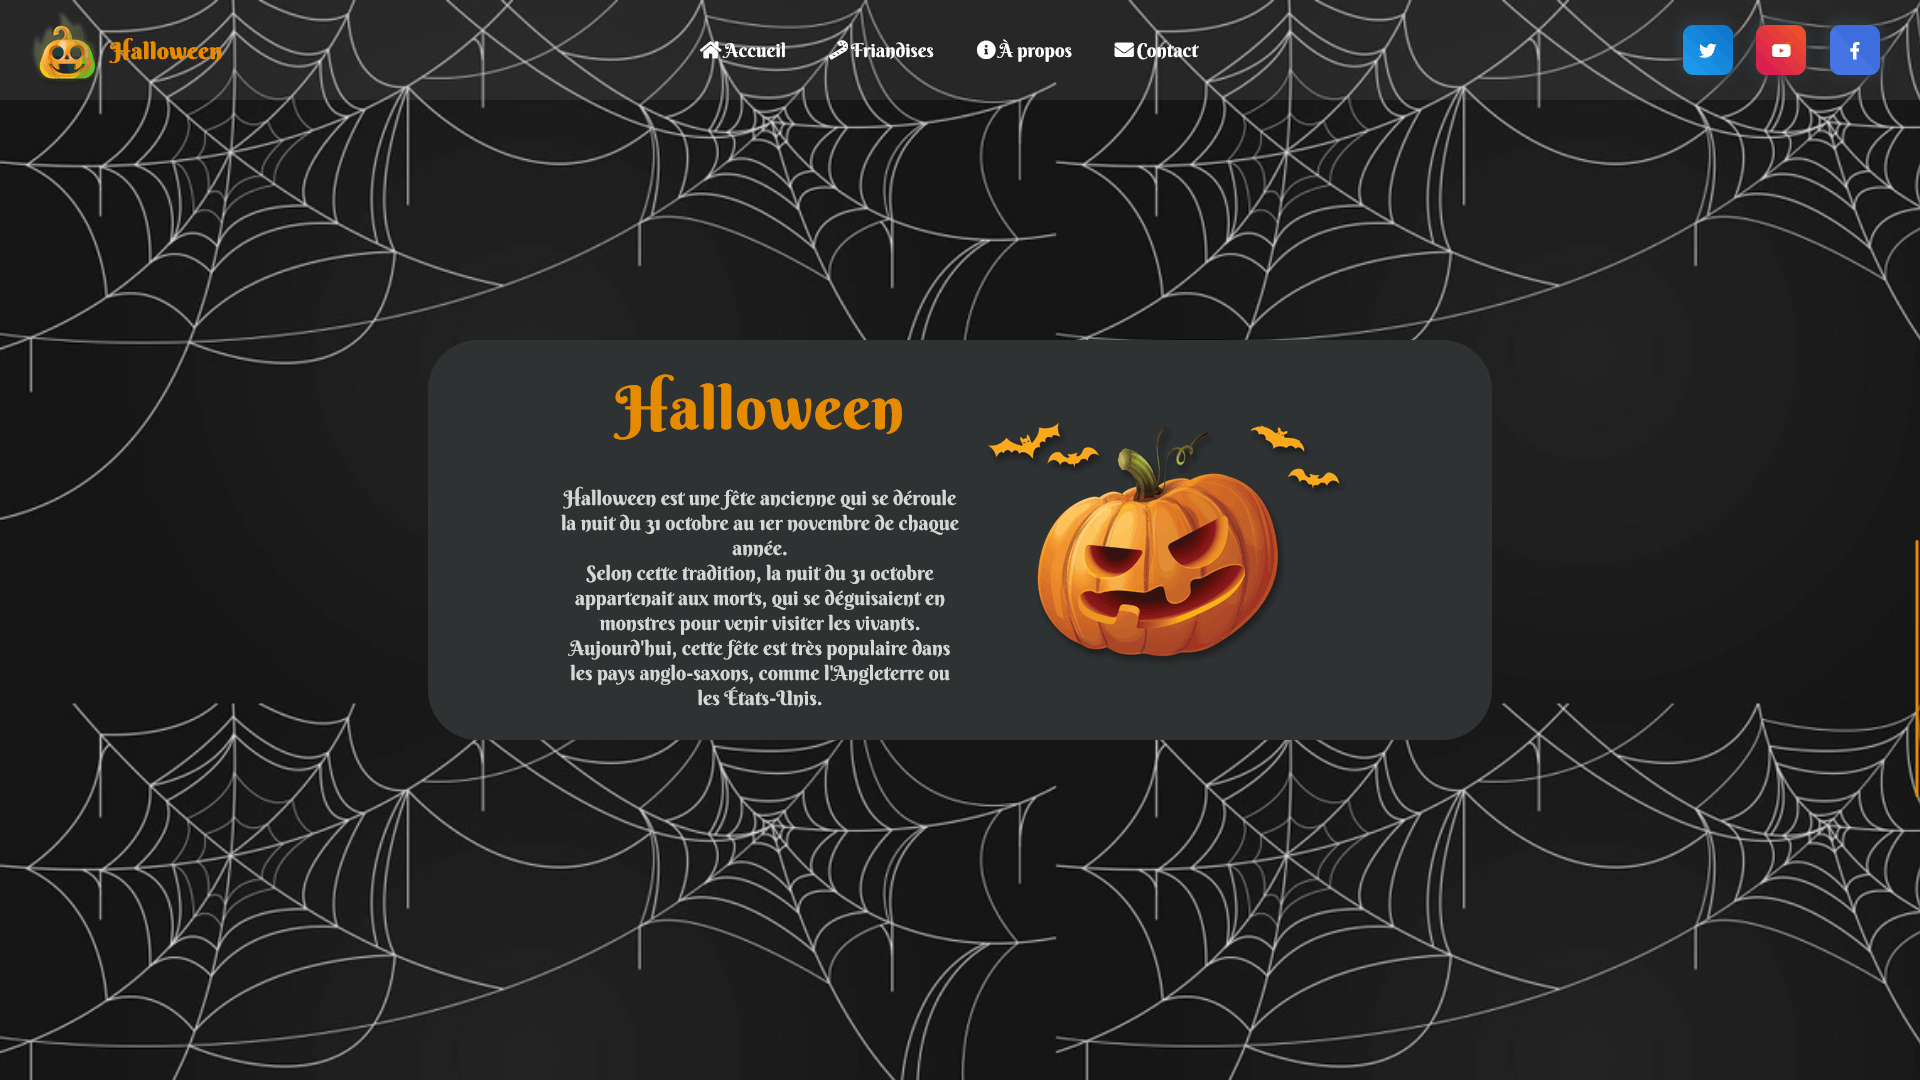 Halloween
Accueil
Friandises
À propos
Contact
Halloween
Halloween est une fête ancienne qui se déroule
la nuit du 31 octobre au 1er novembre de chaque
année.
Selon cette tradition, la nuit du 31 octobre
appartenait aux morts, qui se déguisaient en
monstres pour venir visiter les vivants.
Aujourd'hui, cette fête est très populaire dans
les pays anglo-saxons, comme l'Angleterre ou
les États-Unis.